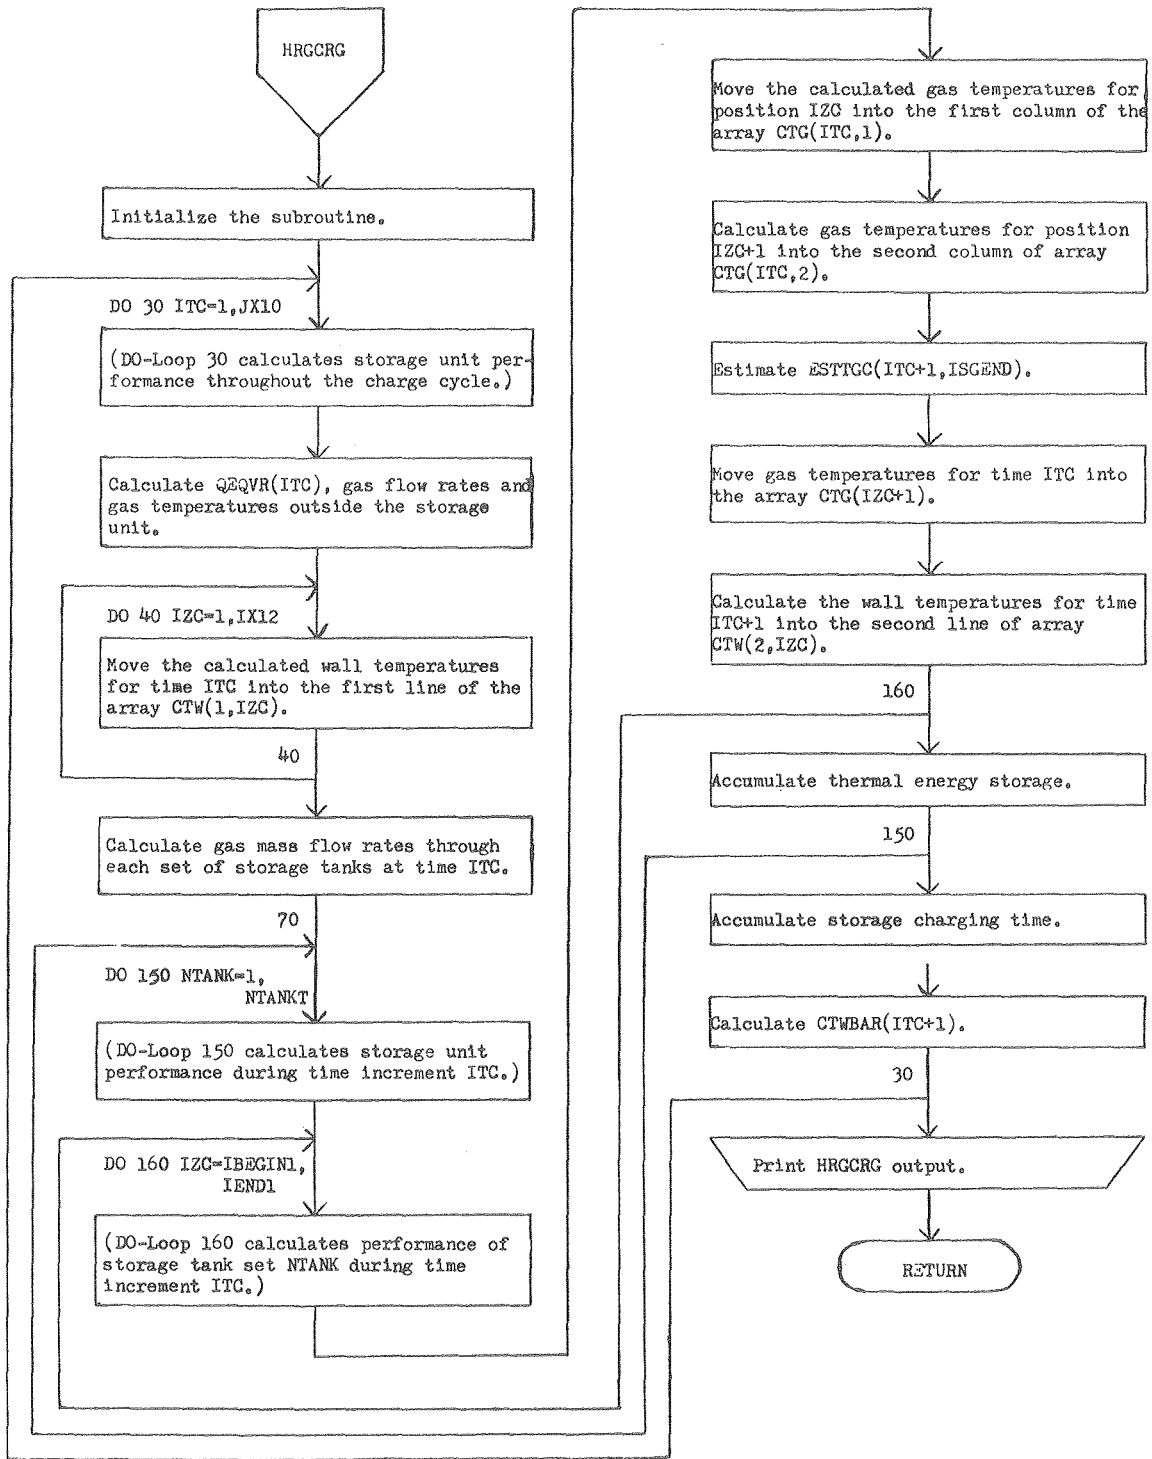 HRGCRG
Initialize the subroutine.
DO 30 ITC=1,JX10
(DO-Loop 30 calculates storage unit per-
formance throughout the charge cycle.)
Calculate QEQVR(ITC), gas flow rates and
gas temperatures outside the storage
unit.
DO 40 IZC=1,IX12
Move the calculated wall temperatures
for time ITC into the first line of the
array CTW(1,IZC).
40
Calculate gas mass flow rates through
each set of storage tanks at time ITC.
70
DO 150 NTANK=1,
NTANKT
(DO-Loop 150 calculates storage unit
performance during time increment ITC.)
DO 160 IZC=IBEGIN1,
IEND1
(DO-Loop 160 calculates performance of
storage tank set NTANK during time
increment ITC.)
Move the calculated gas temperatures for
position IZC into the first column of the
array CTG(ITC,1).
Calculate gas temperatures for position
IZC+1 into the second column of array
CTG(ITC,2).
Estimate ESTTGC(ITC+1,ISGEND).
Move gas temperatures for time ITC into
the array CTG(IZC+1).
Calculate the wall temperatures for time
ITC+1 into the second line of array
CTW(2,IZC).
160
Accumulate thermal energy storage.
150
Accumulate storage charging time.
Calculate CTWBAR(ITC+1).
30
Print HRGCRG output.
RETURN